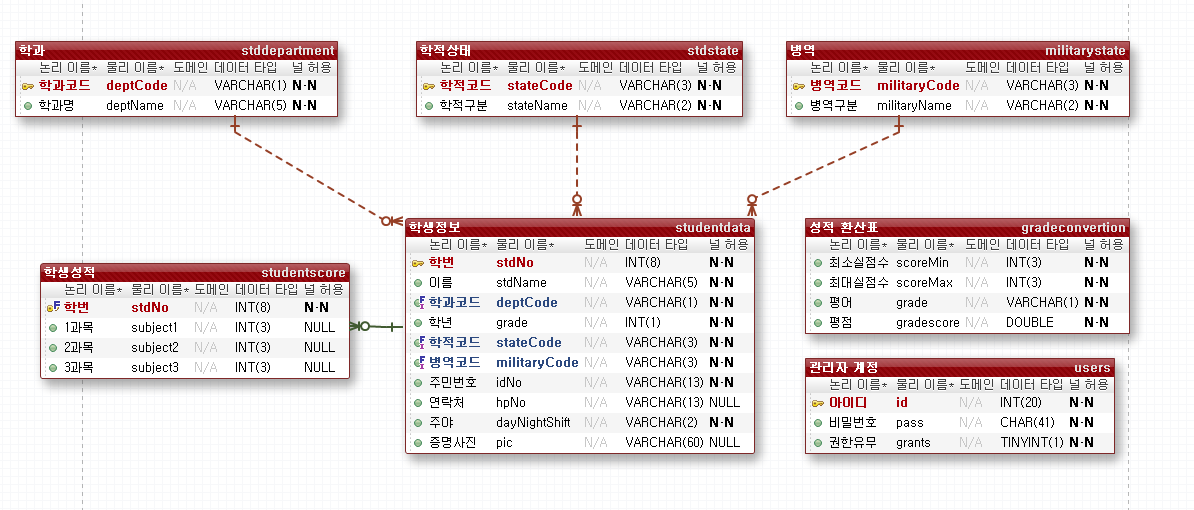 학과 stddepartment
논리 이름* 물리 이름* 도메인 데이터 타입 널 허용
학과코드 deptCode N/A VARCHAR(1) N-N
학과명 deptName N/A VARCHAR(5) N-N
학적상태 stdstate
논리 이름* 물리 이름* 도메인 데이터 타입 널 허용
학적코드 stateCode N/A VARCHAR(3) N-N
학적구분 stateName N/A VARCHAR(2) N-N
병역 militarystate
논리 이름* 물리 이름* 도메인 데이터 타입 널 허용
병역코드 militaryCode N/A VARCHAR(3) N-N
병역구분 militaryName N/A VARCHAR(2) N-N
학생성적 studentscore
논리 이름* 물리 이름* 도메인 데이터 타입 널 허용
학번 stdNo N/A INT(8) N-N
1과목 subject1 N/A INT(3) NULL
2과목 subject2 N/A INT(3) NULL
3과목 subject3 N/A INT(3) NULL
학생정보 studentdata
논리 이름* 물리 이름* 도메인 데이터 타입 널 허용
학번 stdNo N/A INT(8) N-N
이름 stdName N/A VARCHAR(5) N-N
학과코드 deptCode N/A VARCHAR(1) N-N
학년 grade N/A INT(1) N-N
학적코드 stateCode N/A VARCHAR(3) N-N
병역코드 militaryCode N/A VARCHAR(3) N-N
주민번호 idNo N/A VARCHAR(13) N-N
연락처 hpNo N/A VARCHAR(13) NULL
주야 dayNightShift N/A VARCHAR(2) N-N
증명사진 pic N/A VARCHAR(60) NULL
성적 환산표 gradeconvertion
논리 이름* 물리 이름* 도메인 데이터 타입 널 허용
최소실점수 scoreMin N/A INT(3) N-N
최대실점수 scoreMax N/A INT(3) N-N
평어 grade N/A VARCHAR(1) N-N
평점 gradescore N/A DOUBLE N-N
관리자 계정 users
논리 이름* 물리 이름* 도메인 데이터 타입 널 허용
아이디 id N/A INT(20) N-N
비밀번호 pass N/A CHAR(41) N-N
권한유무 grants N/A TINYINT(1) N-N